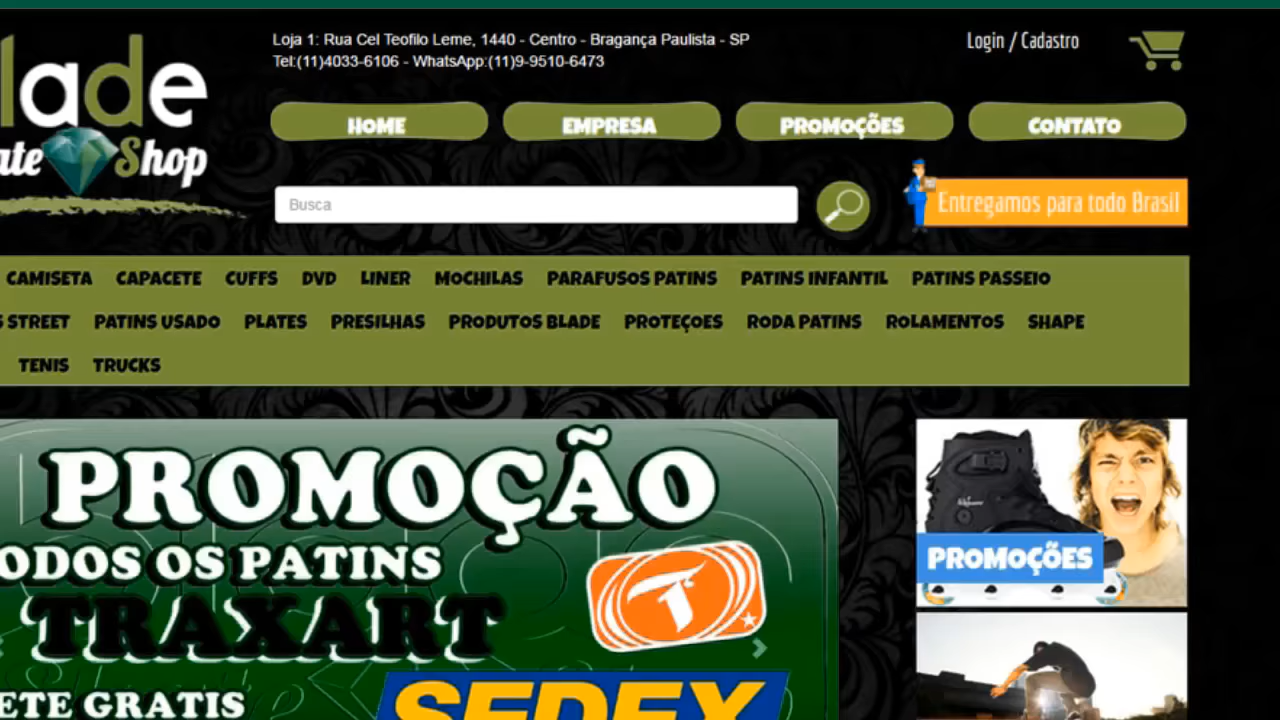 Loja 1: Rua Cel Teofilo Leme, 1440 - Centro - Bragança Paulista - SP
Tel:(11)4033-6106 - WhatsApp:(11)9-9510-6473
Login / Cadastro
lade
ate Shop
HOME EMPRESA PROMOÇÕES CONTATO
Busca
Entregamos para todo Brasil
CAMISETA CAPACETE CUFFS DVD LINER MOCHILAS PARAFUSOS PATINS PATINS INFANTIL PATINS PASSEIO
S STREET PATINS USADO PLATES PRESILHAS PRODUTOS BLADE PROTEÇOES RODA PATINS ROLAMENTOS SHAPE
TENIS TRUCKS
PROMOÇÃO
ODOS OS PATINS
TRAXART
T
ETE GRATIS
SEDEX
PROMOÇÕES